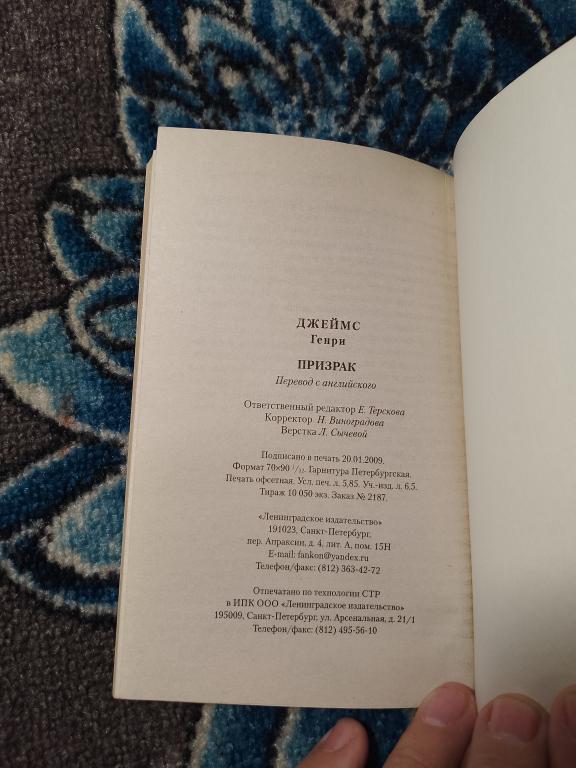 ДЖЕЙМС
Генри
ПРИЗРАК
Перевод с английского
Ответственный редактор Е. Терскова
Корректор Н. Виноградова
Верстка Л. Сычевой
Подписано в печать 20.01.2009.
Формат 70×90 1/32. Гарнитура Петербургская.
Печать офсетная. Усл. печ. л. 5,85. Уч.-изд. л. 6,5.
Тираж 10 050 экз. Заказ № 2187.
«Ленинградское издательство»
191023, Санкт-Петербург,
пер. Апраксин, д. 4, лит. А, пом. 15Н
E-mail: fankon@yandex.ru
Телефон/факс: (812) 363-42-72
Отпечатано по технологии CTP
в ИПК ООО «Ленинградское издательство»
195009, Санкт-Петербург, ул. Арсенальная, д. 21/1
Телефон/факс: (812) 495-56-10